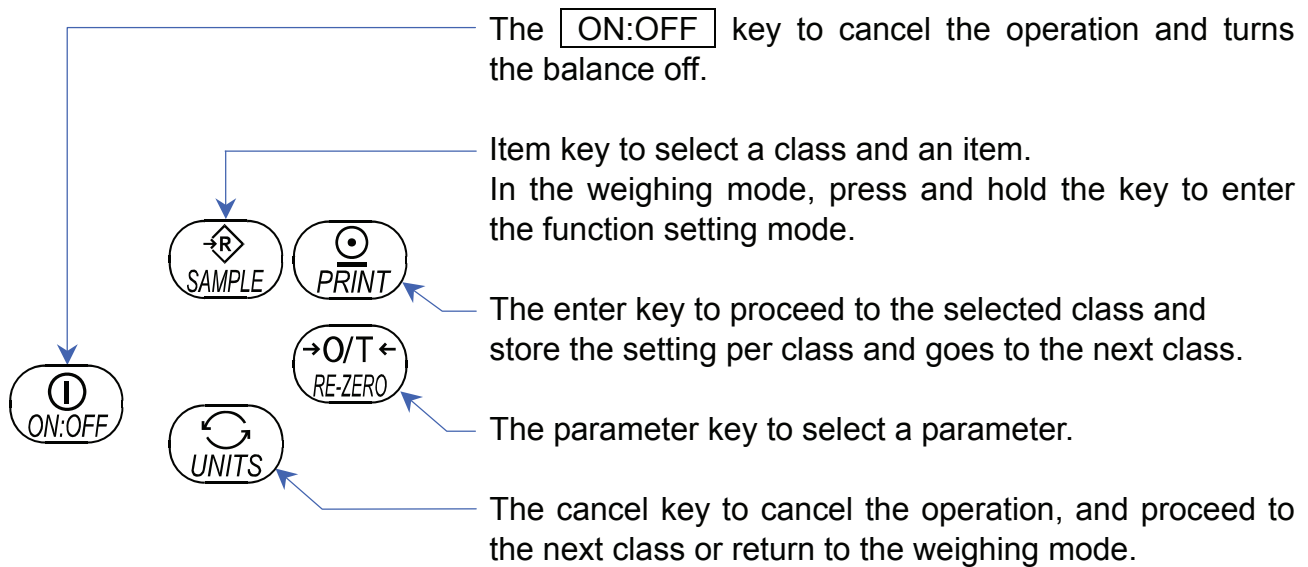 The ON:OFF key to cancel the operation and turns
the balance off.
Item key to select a class and an item.
In the weighing mode, press and hold the key to enter
the function setting mode.
→R
SAMPLE
PRINT
The enter key to proceed to the selected class and
store the setting per class and goes to the next class.
→O/T←
RE-ZERO
ON:OFF
The parameter key to select a parameter.
UNITS
The cancel key to cancel the operation, and proceed to
the next class or return to the weighing mode.